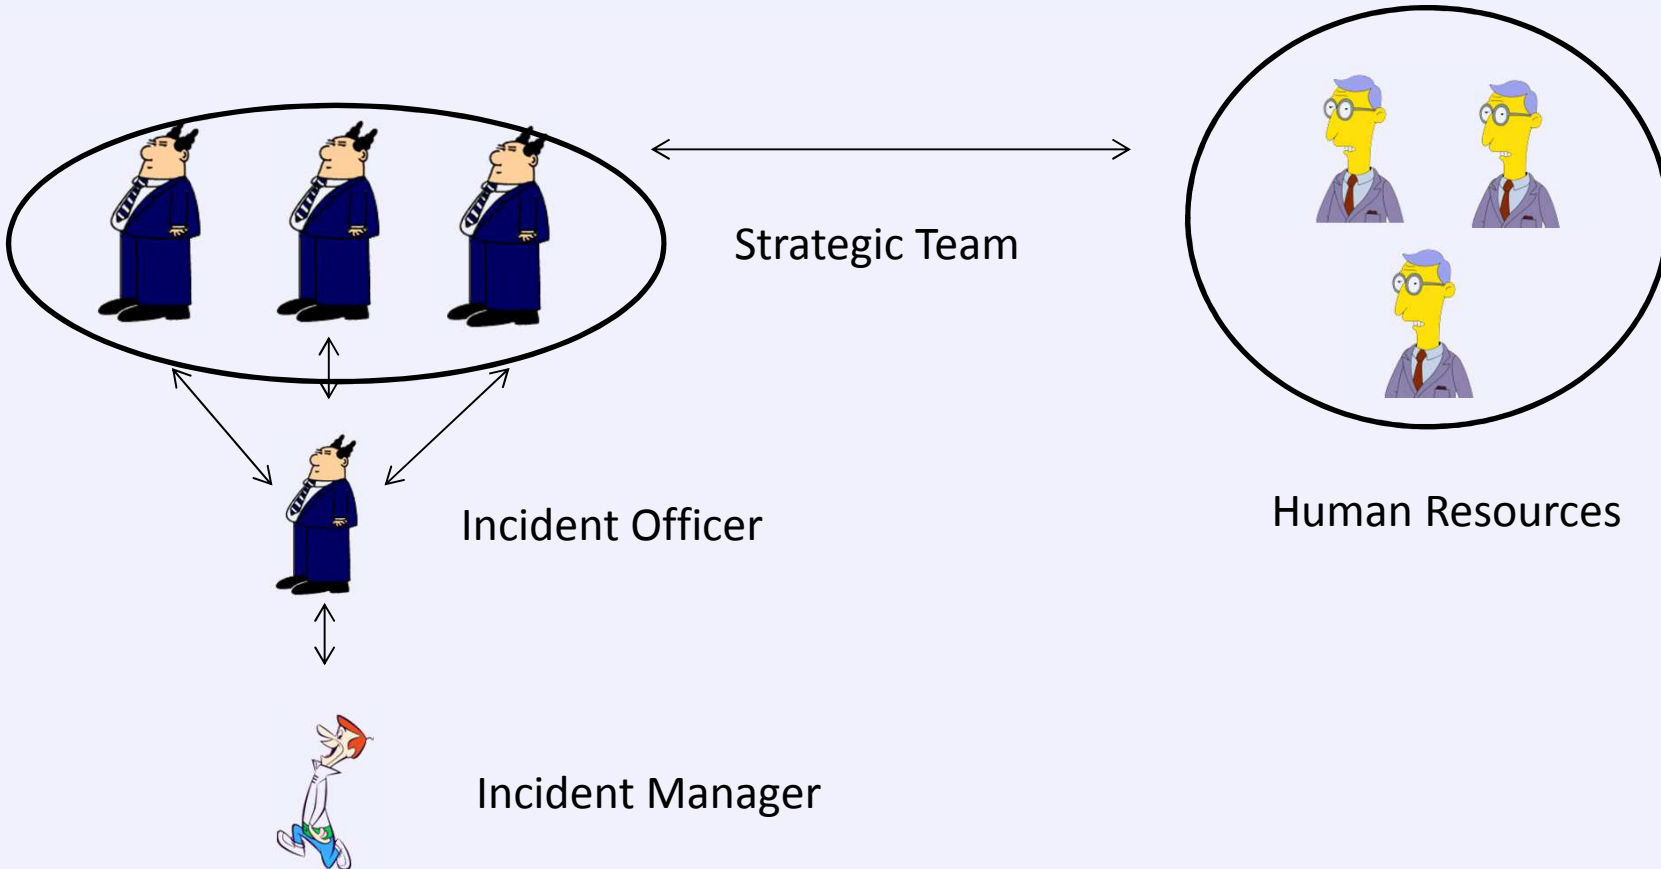 Strategic Team
Incident Officer
Human Resources
Incident Manager